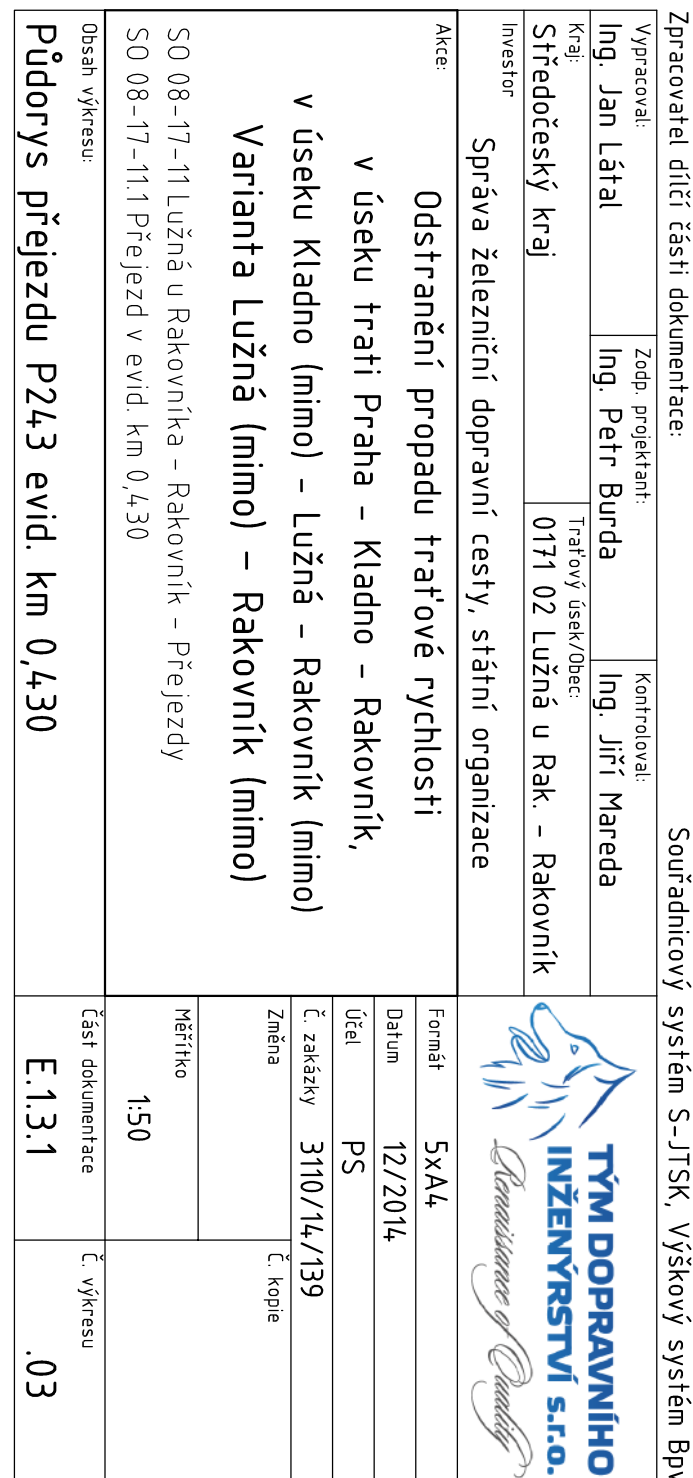 Zpracovatel dílčí části dokumentace:
Souřadnicový systém S-JTSK, Výškový systém Bpv
Vypracoval:
Ing. Jan Látal
Zodp. projektant:
Ing. Petr Burda
Kontroloval:
Ing. Jiří Mareda
Kraj:
Středočeský kraj
Traťový úsek/Obec:
0171 02 Lužná u Rak. - Rakovník
Investor
Správa železniční dopravní cesty, státní organizace
TÝM DOPRAVNÍHO
INŽENÝRSTVÍ s.r.o.
Renaissance of Quality
Akce:
Odstranění propadu traťové rychlosti
v úseku trati Praha - Kladno - Rakovník,
v úseku Kladno (mimo) - Lužná - Rakovník (mimo)
Varianta Lužná (mimo) - Rakovník (mimo)
SO 08-17-11 Lužná u Rakovníka - Rakovník - Přejezdy
SO 08-17-11.1 Přejezd v evid. km 0,430
Formát 5xA4
Datum 12/2014
Účel PS
Č. zakázky 3110/14/139
Změna
Č. kopie
Měřítko
1:50
Obsah výkresu:
Půdorys přejezdu P243 evid. km 0,430
Část dokumentace
E.1.3.1
Č. výkresu
.03